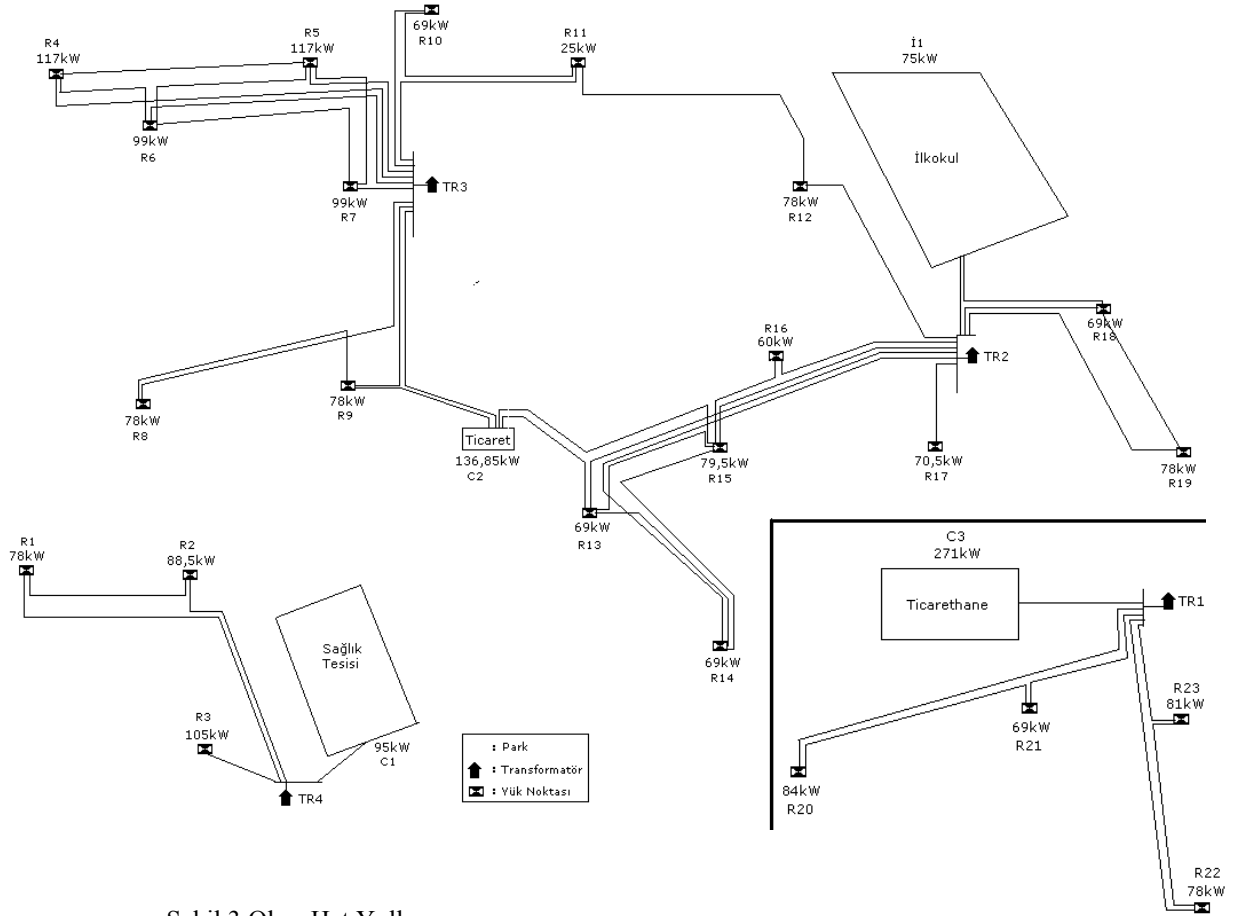 69kW
R10
R11
25kW
R5
117kW
R4
117kW
İ1
75kW
99kW
R6
İlkokul
TR3
99kW
R7
78kW
R12
R16
60kW
69kW
R18
TR2
78kW
R9
78kW
R8
Ticaret
136,85kW
C2
79,5kW
R15
70,5kW
R17
78kW
R19
69kW
R13
R1
78kW
R2
88,5kW
C3
271kW
Ticarethane
TR1
Sağlık
Tesisi
69kW
R14
R3
105kW
95kW
C1
TR4
: Park
: Transformatör
: Yük Noktası
R23
81kW
69kW
R21
84kW
R20
R22
78kW